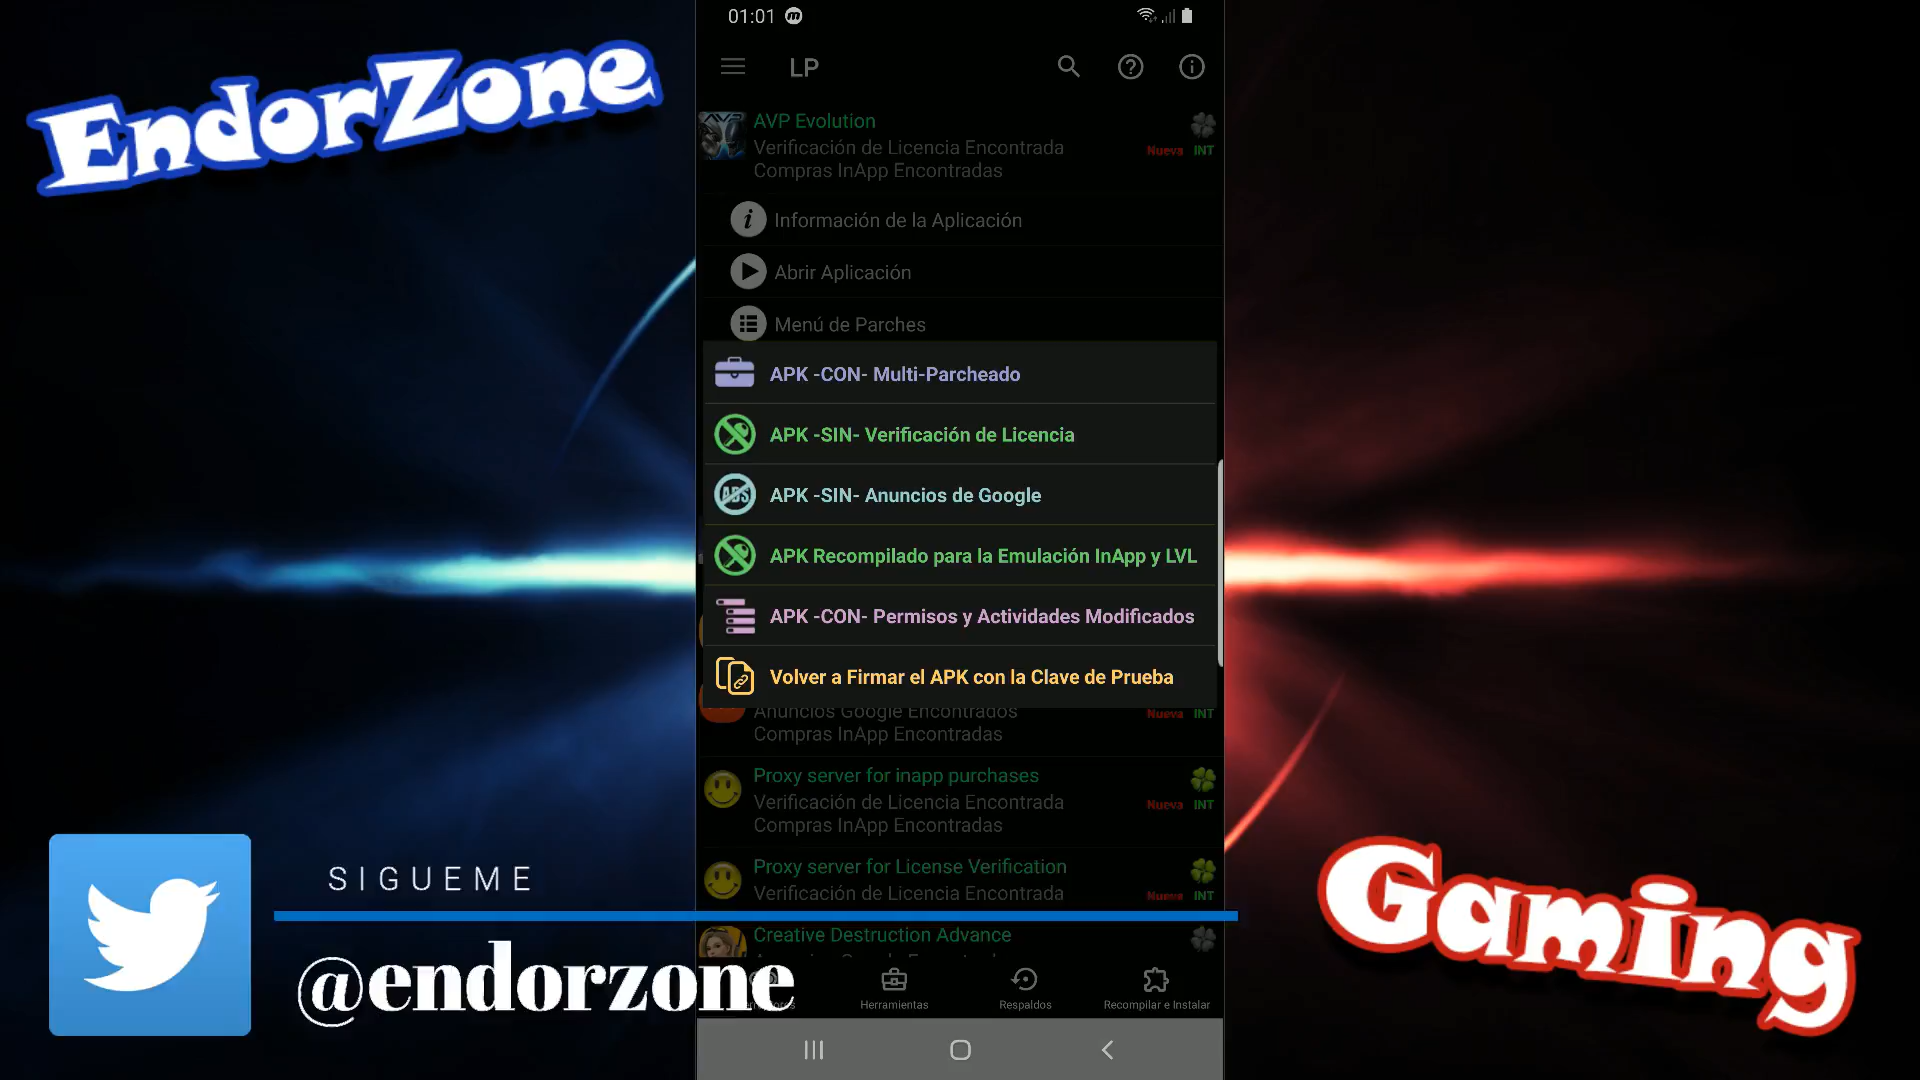 EndorZone
01:01
LP
AVP Evolution
Verificación de Licencia Encontrada
Compras InApp Encontradas
Nueva INT
Información de la Aplicación
Abrir Aplicación
Menú de Parches
APK -CON- Multi-Parcheado
APK -SIN- Verificación de Licencia
ADS
APK -SIN- Anuncios de Google
APK Recompilado para la Emulación InApp y LVL
APK -CON- Permisos y Actividades Modificados
Volver a Firmar el APK con la Clave de Prueba
Anuncios Google Encontrados
Compras InApp Encontradas
Nueva INT
Proxy server for inapp purchases
Verificación de Licencia Encontrada
Compras InApp Encontradas
Nueva INT
Proxy server for License Verification
Verificación de Licencia Encontrada
Nueva INT
Creative Destruction Advance
Herramientas
Respaldos
Recompilar e Instalar
SIGUEME
@endorzone
Gaming